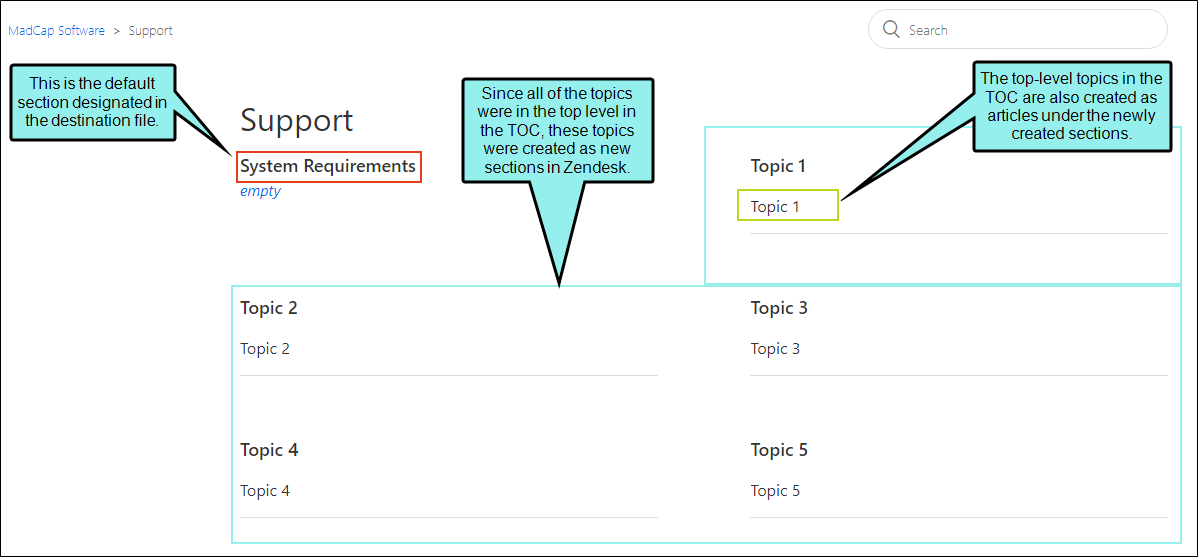 MadCap Software > Support
Search
This is the default
section designated in
the destination file.
Since all of the topics
were in the top level in
the TOC, these topics
were created as new
sections in Zendesk.
The top-level topics in the
TOC are also created as
articles under the newly
created sections.
Support
System Requirements
empty
Topic 1
Topic 1
Topic 2
Topic 3
Topic 2
Topic 3
Topic 4
Topic 5
Topic 4
Topic 5